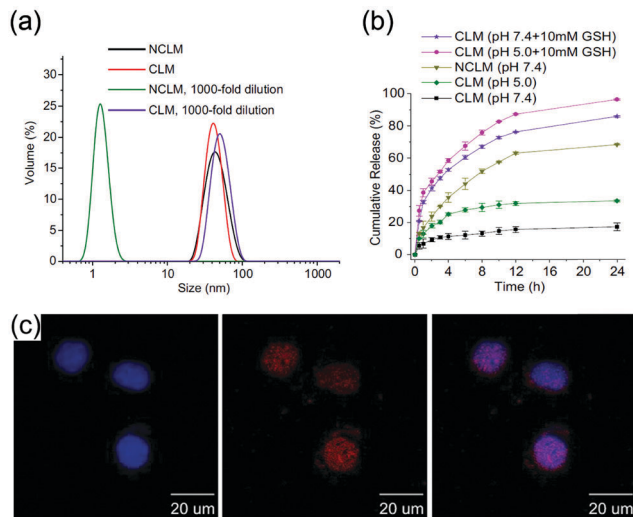 (a)
NCLM
CLM
NCLM, 1000-fold dilution
CLM, 1000-fold dilution
Volume (%)
35
30
25
20
15
10
5
0
1
10
100
1000
Size (nm)
(b)
CLM (pH 7.4+10mM GSH)
CLM (pH 5.0+10mM GSH)
NCLM (pH 7.4)
CLM (pH 5.0)
CLM (pH 7.4)
Cumulative Release (%)
100
80
60
40
20
0
0 4 8 12 16 20 24
Time (h)
(c)
20 um
20 um
20 um